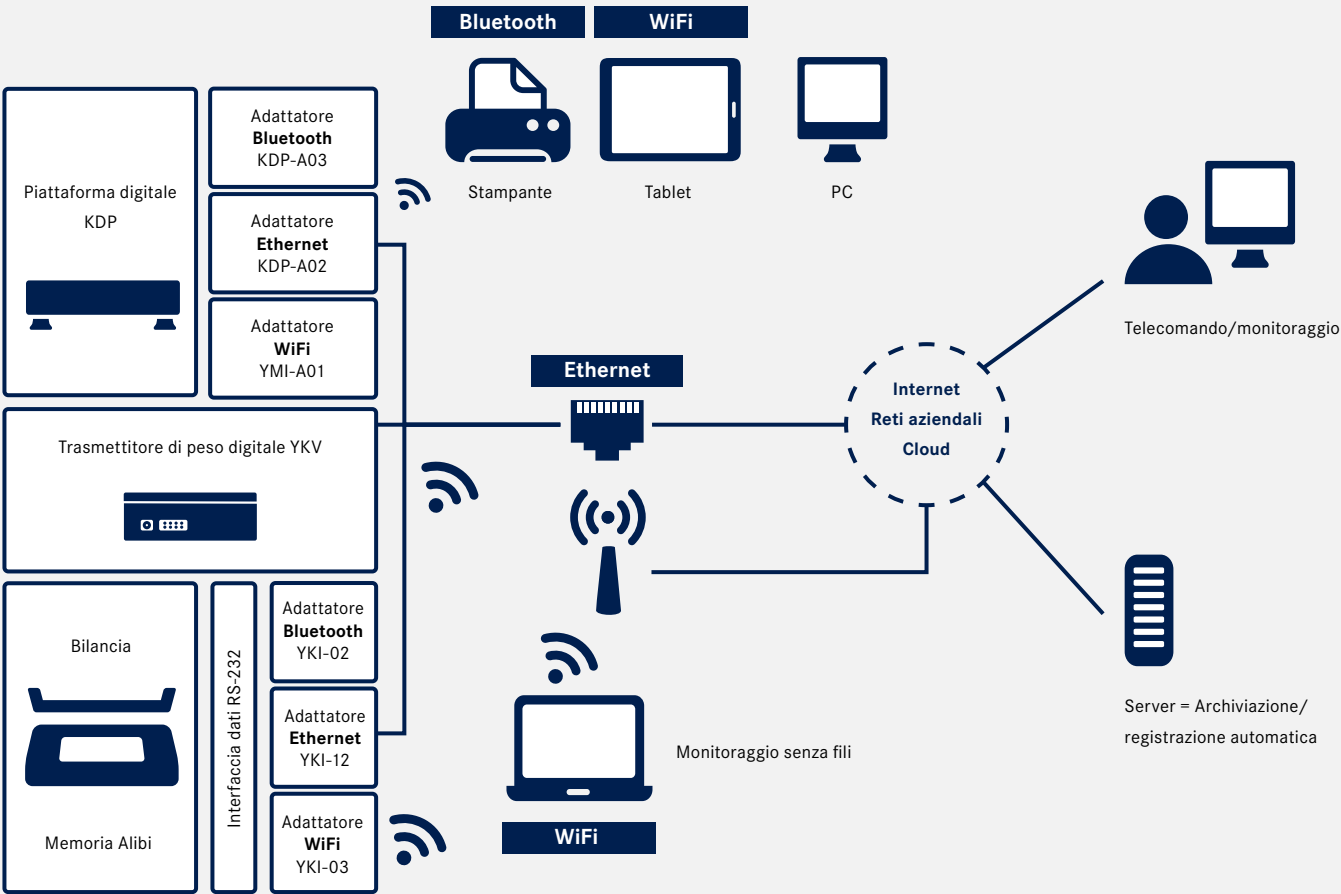 Bluetooth
WiFi
Stampante
Tablet
PC
Piattaforma digitale
KDP
Adattatore
Bluetooth
KDP-A03
Adattatore
Ethernet
KDP-A02
Adattatore
WiFi
YMI-A01
Trasmettitore di peso digitale YKV
Bilancia
Memoria Alibi
Interfaccia dati RS-232
Adattatore
Bluetooth
YKI-02
Adattatore
Ethernet
YKI-12
Adattatore
WiFi
YKI-03
Ethernet
Monitoraggio senza fili
WiFi
Internet
Reti aziendali
Cloud
Telecomando/monitoraggio
Server = Archiviazione/
registrazione automatica